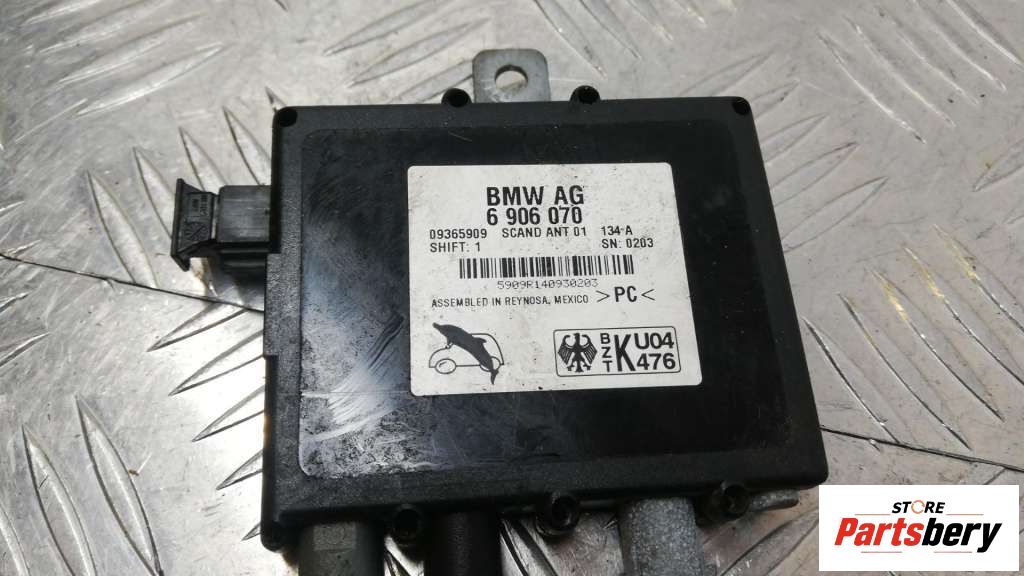 BMW AG
6 906 070
09365909 SCAND ANT 01 134 A
SHIFT: 1 SN: 0203
5909R140930203
ASSEMBLED IN REYNOSA, MEXICO >PC<
BZT K U04 476
STORE
Partsbery